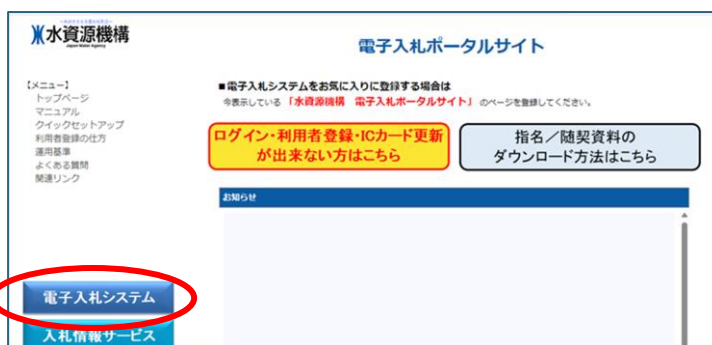 水資源機構
Japan Water Agency
電子入札ポータルサイト
【メニュー】
トップページ
マニュアル
クイックセットアップ
利用者登録の仕方
運用基準
よくある質問
関連リンク
■電子入札システムをお気に入りに登録する場合は
今表示している 「水資源機構 電子入札ポータルサイト」 のページを登録してください。
ログイン・利用者登録・ICカード更新
が出来ない方はこちら
指名／随契資料の
ダウンロード方法はこちら
お知らせ
電子入札システム
入札情報サービス